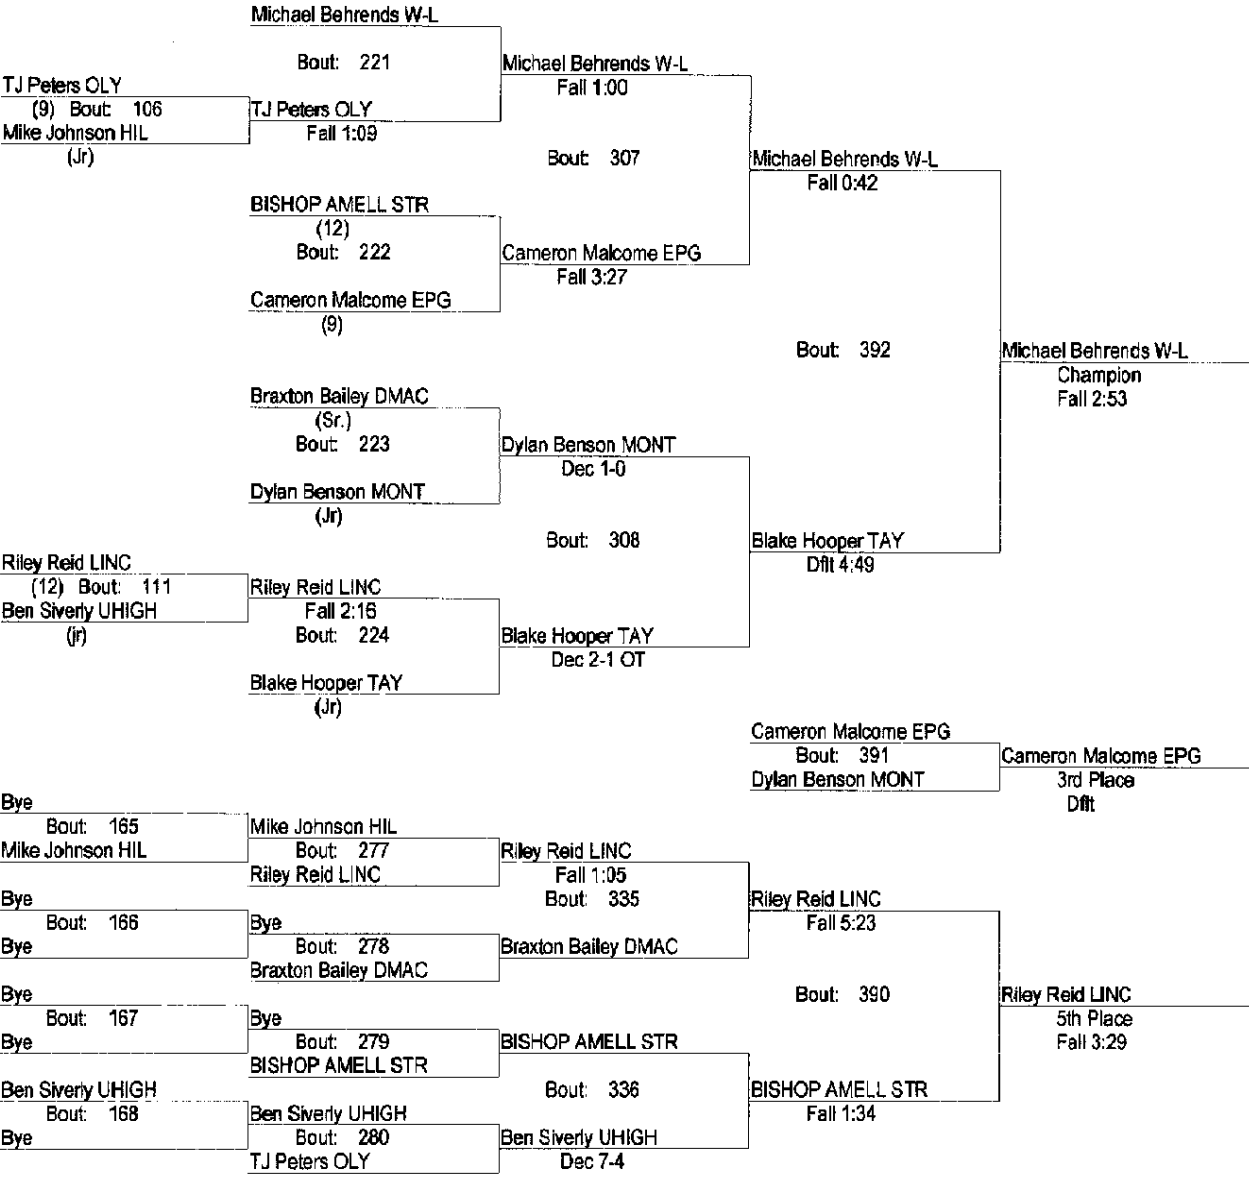 Michael Behrends W-L
Bout: 221
Michael Behrends W-L
Fall 1:00
TJ Peters OLY
(9) Bout: 106
TJ Peters OLY
Mike Johnson HIL
Fall 1:09
(Jr)
Bout: 307
Michael Behrends W-L
Fall 0:42
BISHOP AMELL STR
(12)
Bout: 222
Cameron Malcome EPG
Fall 3:27
Cameron Malcome EPG
(9)
Bout: 392
Michael Behrends W-L
Champion
Fall 2:53
Braxton Bailey DMAC
(Sr.)
Bout: 223
Dylan Benson MONT
Dec 1-0
Dylan Benson MONT
(Jr)
Bout: 308
Blake Hooper TAY
Dflt 4:49
Riley Reid LINC
(12) Bout: 111
Riley Reid LINC
Ben Siverly UHIGH
Fall 2:16
(jr)
Bout: 224
Blake Hooper TAY
Dec 2-1 OT
Blake Hooper TAY
(Jr)
Cameron Malcome EPG
Bout: 391
Cameron Malcome EPG
Dylan Benson MONT
3rd Place
Dflt
Bye
Bout: 165
Mike Johnson HIL
Mike Johnson HIL
Bout: 277
Riley Reid LINC
Riley Reid LINC
Fall 1:05
Bout: 335
Riley Reid LINC
Fall 5:23
Bye
Bout: 166
Bye
Bye
Bout: 278
Braxton Bailey DMAC
Braxton Bailey DMAC
Bout: 390
Riley Reid LINC
5th Place
Fall 3:29
Bye
Bout: 167
Bye
Bye
Bout: 279
BISHOP AMELL STR
BISHOP AMELL STR
Bout: 336
BISHOP AMELL STR
Fall 1:34
Ben Siverly UHIGH
Bout: 168
Ben Siverly UHIGH
Bye
Bout: 280
Ben Siverly UHIGH
TJ Peters OLY
Dec 7-4